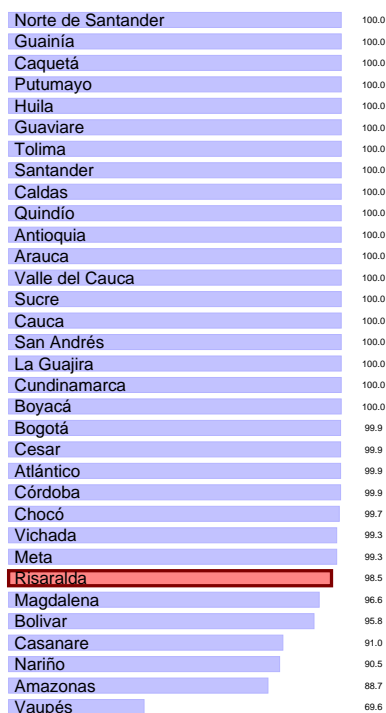 Norte de Santander 100.0
Guainía 100.0
Caquetá 100.0
Putumayo 100.0
Huila 100.0
Guaviare 100.0
Tolima 100.0
Santander 100.0
Caldas 100.0
Quindío 100.0
Antioquia 100.0
Arauca 100.0
Valle del Cauca 100.0
Sucre 100.0
Cauca 100.0
San Andrés 100.0
La Guajira 100.0
Cundinamarca 100.0
Boyacá 100.0
Bogotá 99.9
Cesar 99.9
Atlántico 99.9
Córdoba 99.9
Chocó 99.7
Vichada 99.3
Meta 99.3
Risaralda 98.5
Magdalena 96.6
Bolivar 95.8
Casanare 91.0
Nariño 90.5
Amazonas 88.7
Vaupés 69.6